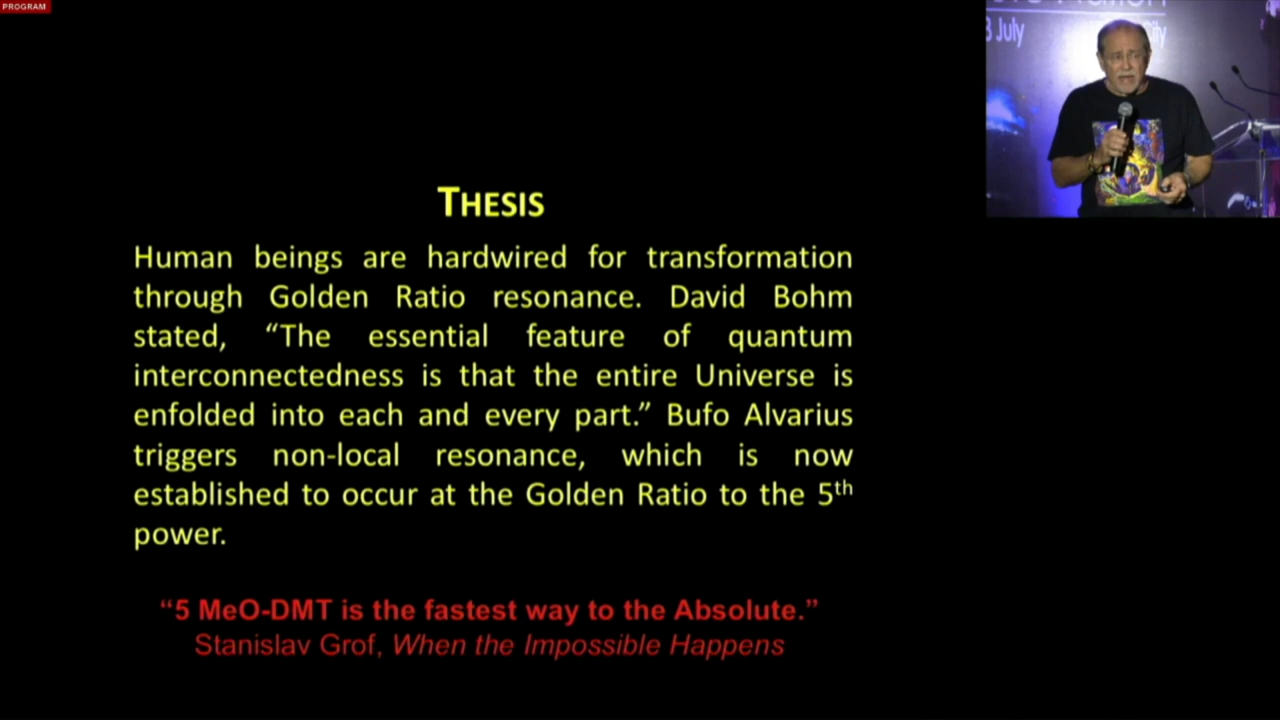 PROGRAM
3 July
City
THESIS
Human beings are hardwired for transformation
through Golden Ratio resonance. David Bohm
stated, “The essential feature of quantum
interconnectedness is that the entire Universe is
enfolded into each and every part.” Bufo Alvarius
triggers non-local resonance, which is now
established to occur at the Golden Ratio to the 5th
power.
“5 MeO-DMT is the fastest way to the Absolute.”
Stanislav Grof, When the Impossible Happens